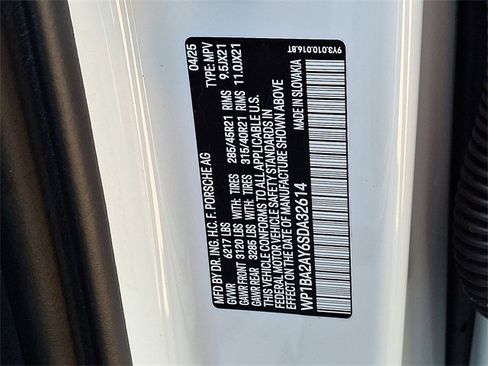 MFD BY DR. ING. H.C. F. PORSCHE AG 04/25
GVWR 6217 LBS TYPE: MPV
GAWR FRONT 3120 LBS WITH TIRES 285/45R21 RIMS 9.5JX21
GAWR REAR 3285 LBS WITH TIRES 315/40R21 RIMS 11.0JX21
THIS VEHICLE CONFORMS TO ALL APPLICABLE U.S.
FEDERAL MOTOR VEHICLE SAFETY STANDARDS IN
EFFECT ON THE DATE OF MANUFACTURE SHOWN ABOVE
MADE IN SLOVAKIA
WP1BA2AY6SDA32614
9Y3.010.016.BT